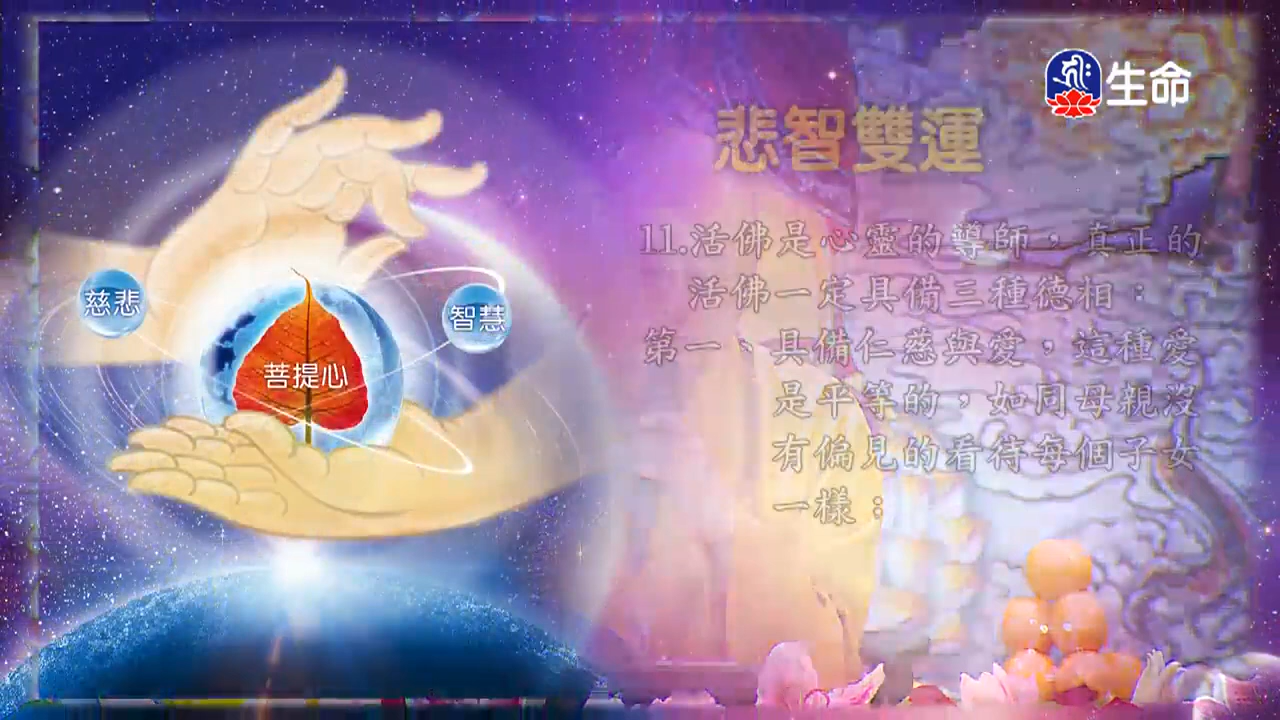 生命
悲智雙運
慈悲
智慧
菩提心
11.活佛是心靈的導師，真正的
活佛一定具備三種德相：
第一、具備仁慈與愛，這種愛
是平等的，如同母親沒
有偏見的看待每個子女
一樣；